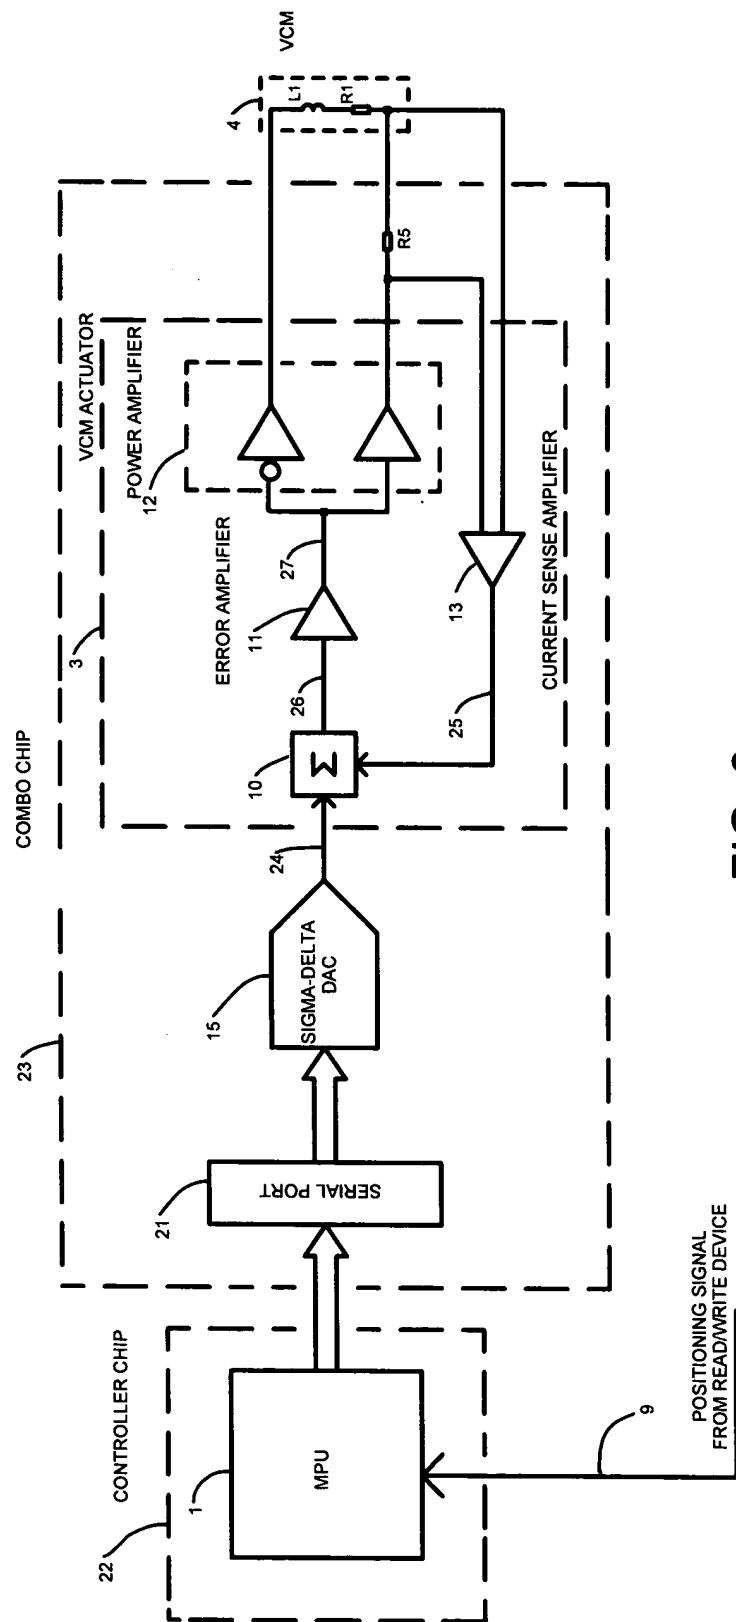 COMBO CHIP
23
CONTROLLER CHIP
22
1
MPU
9
POSITIONING SIGNAL
FROM READ/WRITE DEVICE
21
SERIAL PORT
15
SIGMA-DELTA
DAC
24
3
VCM ACTUATOR
10
Σ
26
ERROR AMPLIFIER
11
27
POWER AMPLIFIER
12
25
13
CURRENT SENSE AMPLIFIER
R5
4
VCM
L1
R1